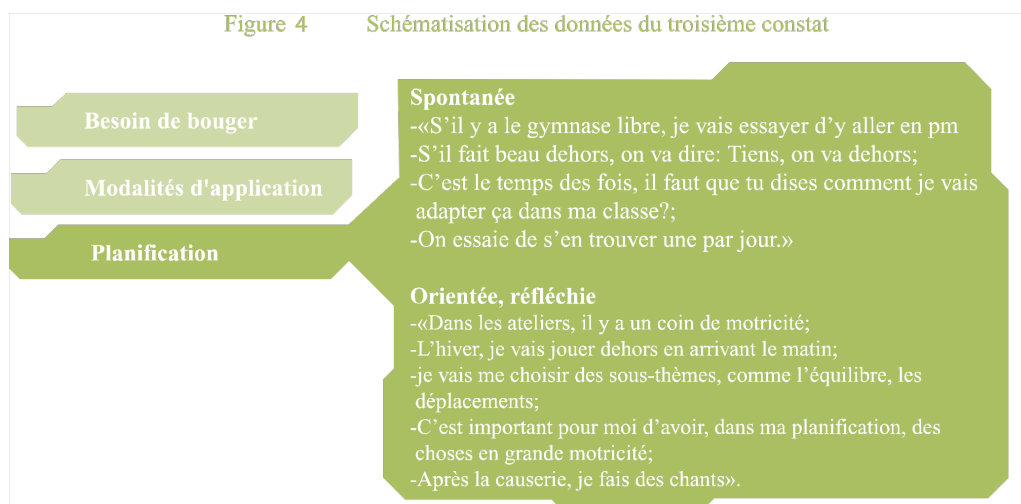 Figure 4 Schématisation des données du troisième constat
Besoin de bouger
Modalités d'application
Planification
Spontanée
-«S’il y a le gymnase libre, je vais essayer d’y aller en pm
-S’il fait beau dehors, on va dire: Tiens, on va dehors;
-C’est le temps des fois, il faut que tu dises comment je vais
adapter ça dans ma classe?;
-On essaie de s’en trouver une par jour.»
Orientée, réfléchie
-«Dans les ateliers, il y a un coin de motricité;
-L’hiver, je vais jouer dehors en arrivant le matin;
-je vais me choisir des sous-thèmes, comme l’équilibre, les
déplacements;
-C’est important pour moi d’avoir, dans ma planification, des
choses en grande motricité;
-Après la causerie, je fais des chants».